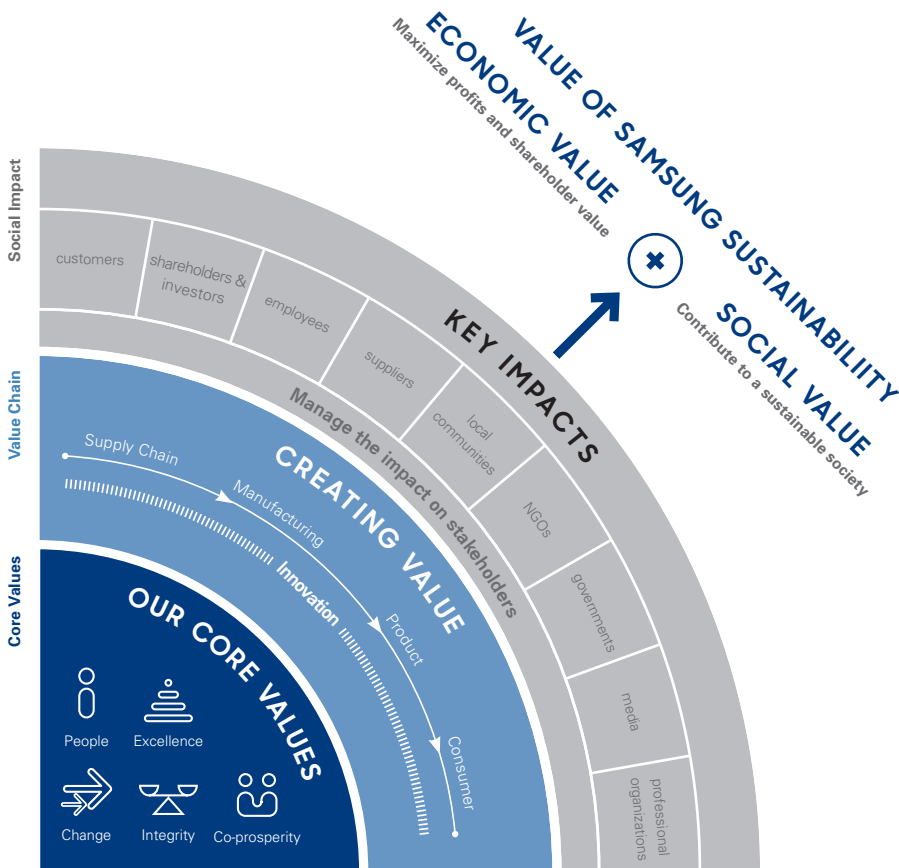 VALUE OF SAMSUNG SUSTAINABILIITY
ECONOMIC VALUE
Maximize profits and shareholder value
SOCIAL VALUE
Contribute to a sustainable society
Social Impact
KEY IMPACTS
customers
shareholders &
investors
employees
suppliers
local
communities
NGOs
governments
media
professional
organizations
Manage the impact on stakeholders
Value Chain
CREATING VALUE
Supply Chain
Manufacturing
Product
Consumer
Innovation
Core Values
OUR CORE VALUES
People
Excellence
Change
Integrity
Co-prosperity